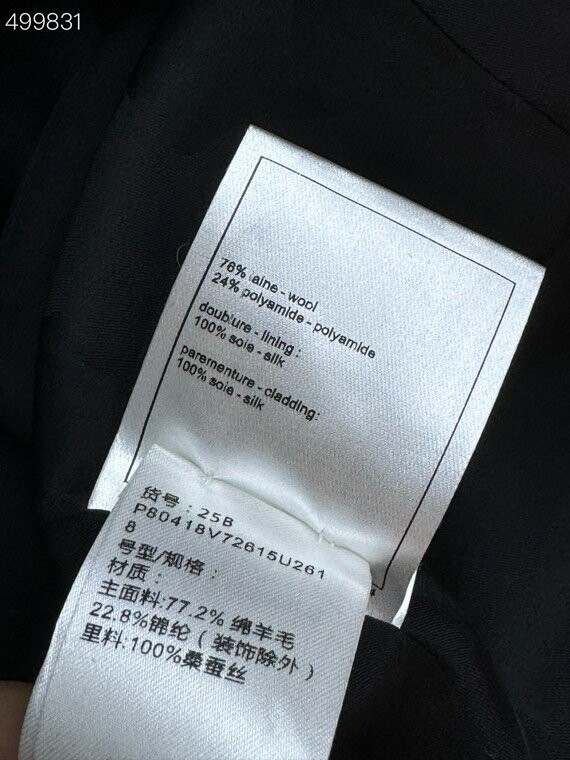 499831
76% laine - wool
24% polyamide - polyamide
doublure - lining :
100% soie - silk
parementure - cladding:
100% soie - silk
货号：25B
P80418V72615U261
8
号型/规格：
材质：
主面料:77.2% 绵羊毛
22.8%锦纶（装饰除外）
里料:100%桑蚕丝